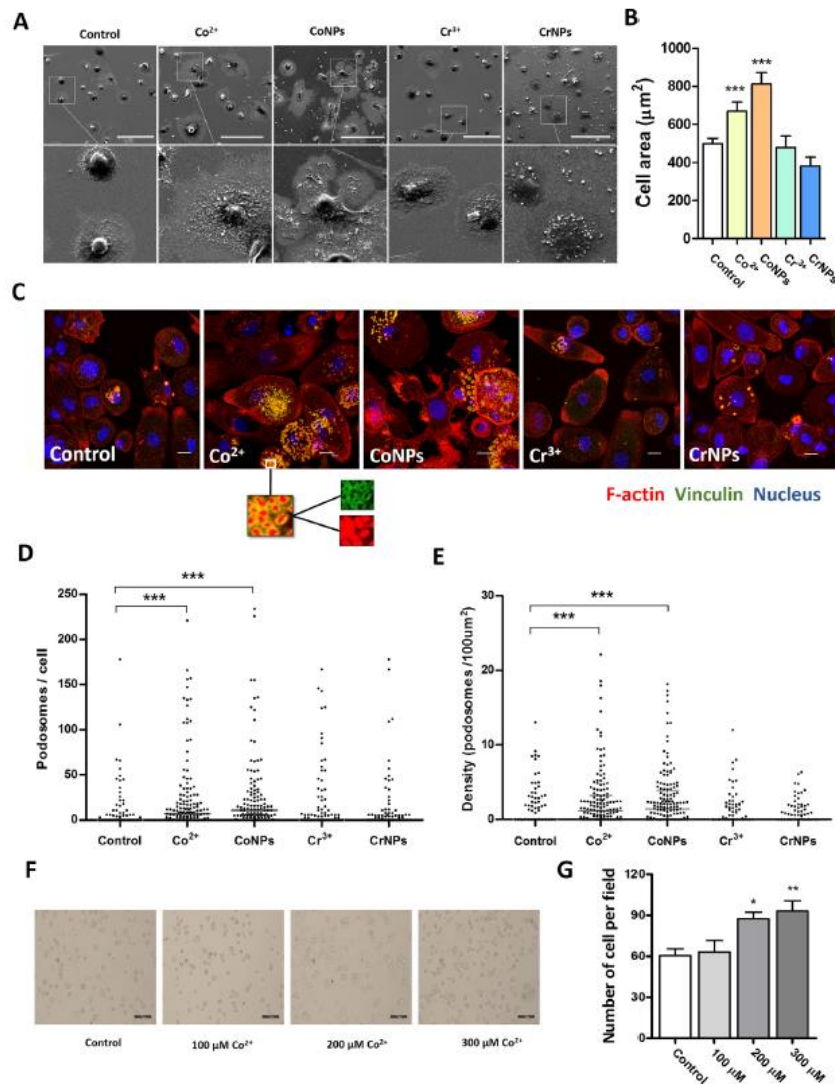 A
Control
Co²⁺
CoNPs
Cr³⁺
CrNPs
B
Cell area (μm²)
1000
800
600
400
200
0
***
***
Control
Co²⁺
CoNPs
Cr³⁺
CrNPs
C
Control
Co²⁺
CoNPs
Cr³⁺
CrNPs
F-actin Vinculin Nucleus
D
Podosomes / cell
250
200
150
100
50
0
***
***
Control
Co²⁺
CoNPs
Cr³⁺
CrNPs
E
Density (podosomes /100um²)
30
20
10
0
***
***
Control
Co²⁺
CoNPs
Cr³⁺
CrNPs
F
Control
100 μM Co²⁺
200 μM Co²⁺
300 μM Co²⁺
G
Number of cell per field
120
90
60
30
0
*
**
Control
100 μM
200 μM
300 μM